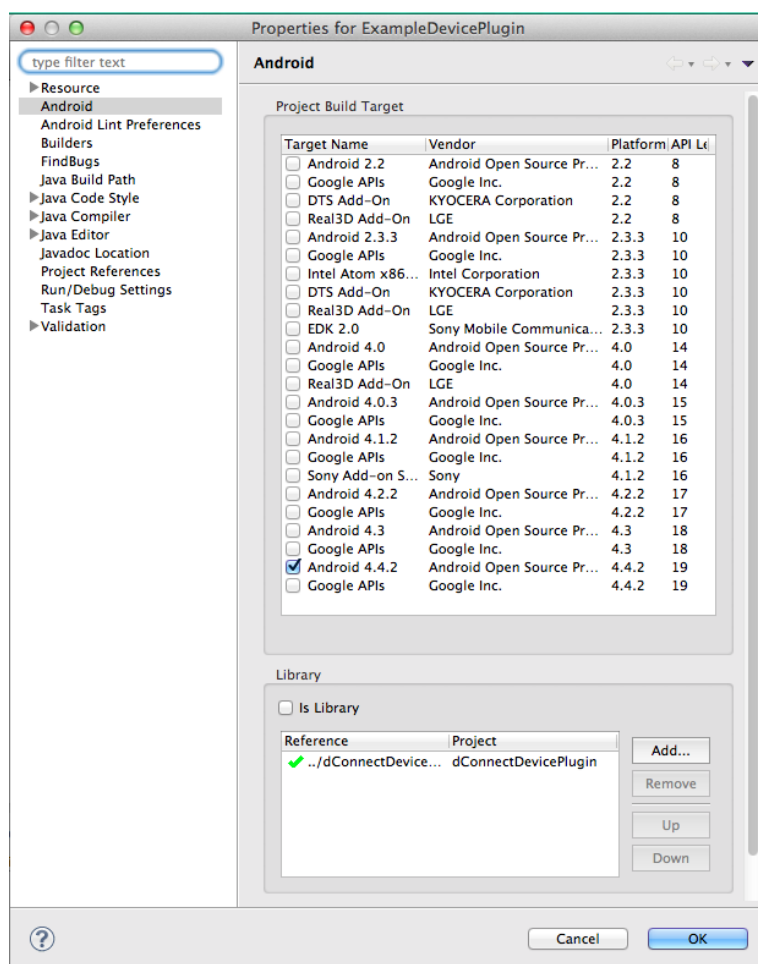 Properties for ExampleDevicePlugin
type filter text
Resource
Android
Android Lint Preferences
Builders
FindBugs
Java Build Path
Java Code Style
Java Compiler
Java Editor
Javadoc Location
Project References
Run/Debug Settings
Task Tags
Validation
Android
Project Build Target
Target Name Vendor Platform API Le
Android 2.2 Android Open Source Pr... 2.2 8
Google APIs Google Inc. 2.2 8
DTS Add-On KYOCERA Corporation 2.2 8
Real3D Add-On LGE 2.2 8
Android 2.3.3 Android Open Source Pr... 2.3.3 10
Google APIs Google Inc. 2.3.3 10
Intel Atom x86... Intel Corporation 2.3.3 10
DTS Add-On KYOCERA Corporation 2.3.3 10
Real3D Add-On LGE 2.3.3 10
EDK 2.0 Sony Mobile Communica... 2.3.3 10
Android 4.0 Android Open Source Pr... 4.0 14
Google APIs Google Inc. 4.0 14
Real3D Add-On LGE 4.0 14
Android 4.0.3 Android Open Source Pr... 4.0.3 15
Google APIs Google Inc. 4.0.3 15
Android 4.1.2 Android Open Source Pr... 4.1.2 16
Google APIs Google Inc. 4.1.2 16
Sony Add-on S... Sony 4.1.2 16
Android 4.2.2 Android Open Source Pr... 4.2.2 17
Google APIs Google Inc. 4.2.2 17
Android 4.3 Android Open Source Pr... 4.3 18
Google APIs Google Inc. 4.3 18
Android 4.4.2 Android Open Source Pr... 4.4.2 19
Google APIs Google Inc. 4.4.2 19
Library
Is Library
Reference Project
../dConnectDevice... dConnectDevicePlugin
Add...
Remove
Up
Down
?
Cancel
OK